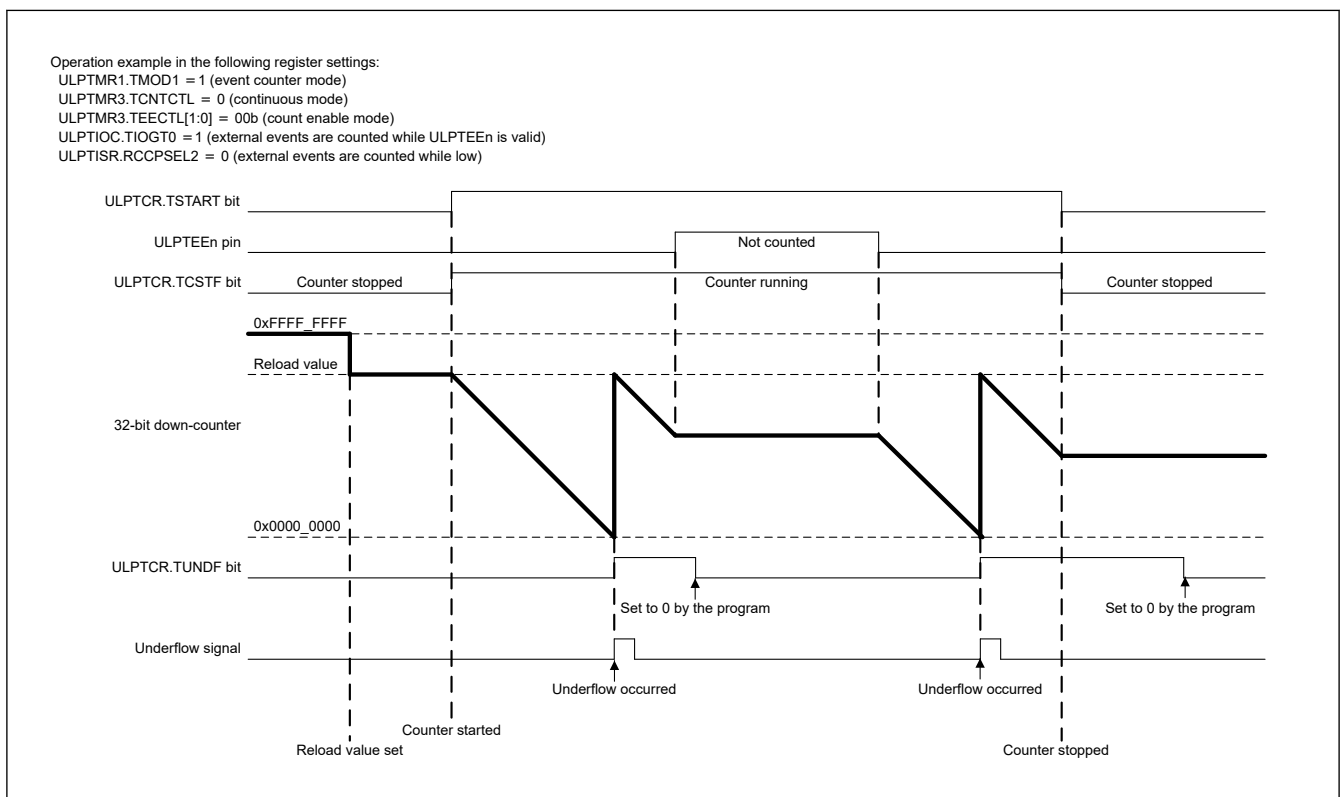 Operation example in the following register settings:
ULPTMR1.TMOD1 = 1 (event counter mode)
ULPTMR3.TCNTCTL = 0 (continuous mode)
ULPTMR3.TEECTL[1:0] = 00b (count enable mode)
ULPTIOC.TIOGT0 = 1 (external events are counted while ULPTEEn is valid)
ULPTISR.RCCPSEL2 = 0 (external events are counted while low)
ULPTCR.TSTART bit
ULPTEEn pin
Not counted
ULPTCR.TCSTF bit
Counter stopped
Counter running
Counter stopped
0xFFFF_FFFF
Reload value
32-bit down-counter
0x0000_0000
ULPTCR.TUNDF bit
Set to 0 by the program
Set to 0 by the program
Underflow signal
Underflow occurred
Underflow occurred
Counter started
Reload value set
Counter stopped